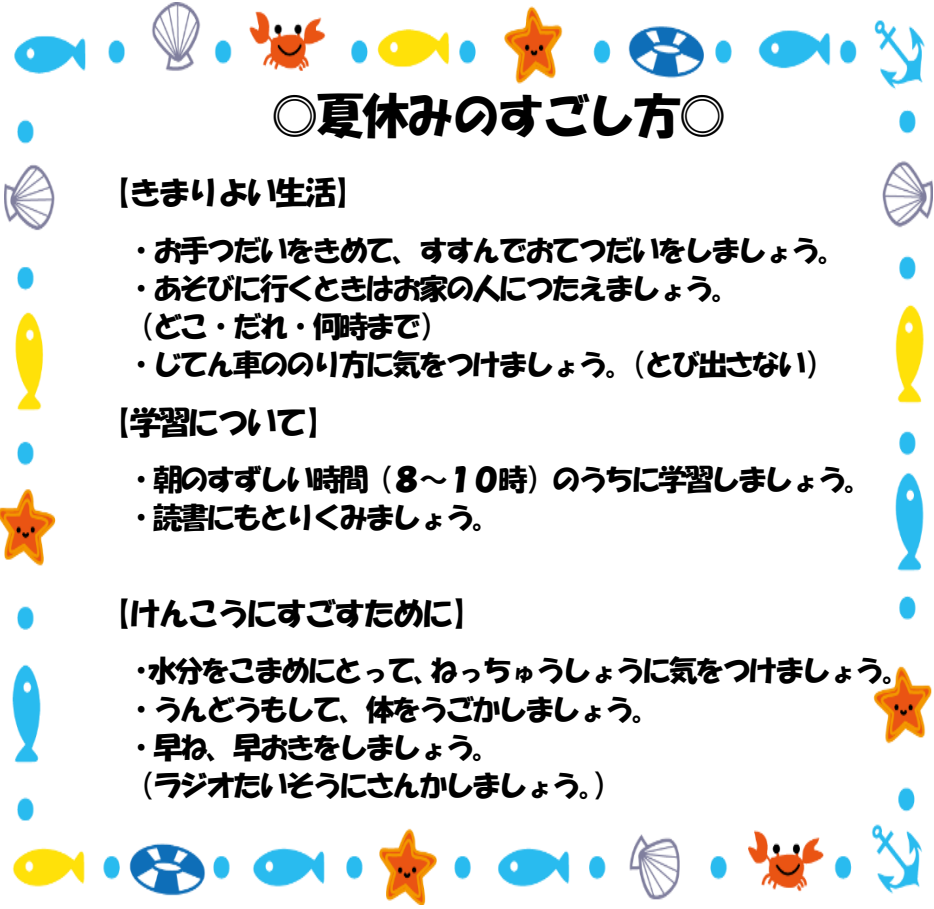 ◎夏休みのすごし方◎
【きまりよい生活】
・お手つだいをきめて、すすんでおてつだいをしましょう。
・あそびに行くときはお家の人につたえましょう。
（どこ・だれ・何時まで）
・じてん車ののり方に気をつけましょう。（とび出さない）
【学習について】
・朝のすずしい時間（８～１０時）のうちに学習しましょう。
・読書にもとりくみましょう。
【けんこうにすごすために】
・水分をこまめにとって、ねっちゅうしょうに気をつけましょう。
・うんどうもして、体をうごかしましょう。
・早ね、早おきをしましょう。
（ラジオたいそうにさんかしましょう。）